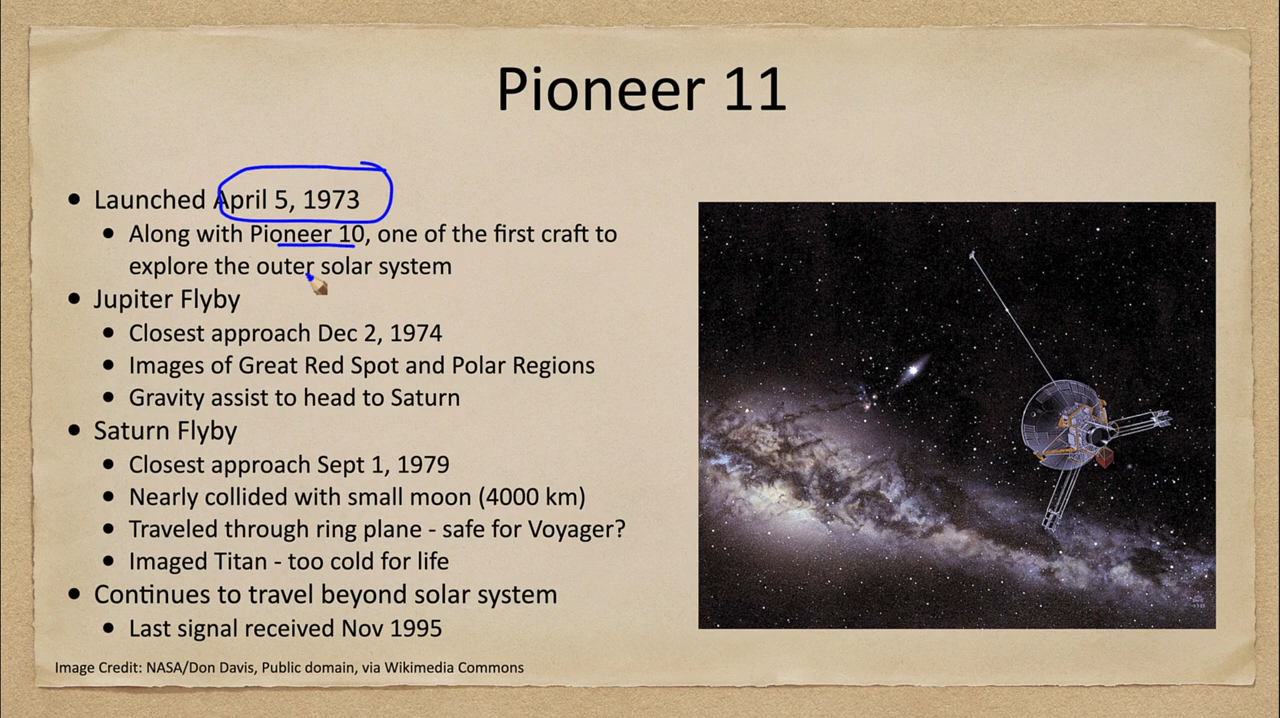 Pioneer 11
• Launched April 5, 1973
• Along with Pioneer 10, one of the first craft to
explore the outer solar system
• Jupiter Flyby
• Closest approach Dec 2, 1974
• Images of Great Red Spot and Polar Regions
• Gravity assist to head to Saturn
• Saturn Flyby
• Closest approach Sept 1, 1979
• Nearly collided with small moon (4000 km)
• Traveled through ring plane - safe for Voyager?
• Imaged Titan - too cold for life
• Continues to travel beyond solar system
• Last signal received Nov 1995
Image Credit: NASA/Don Davis, Public domain, via Wikimedia Commons